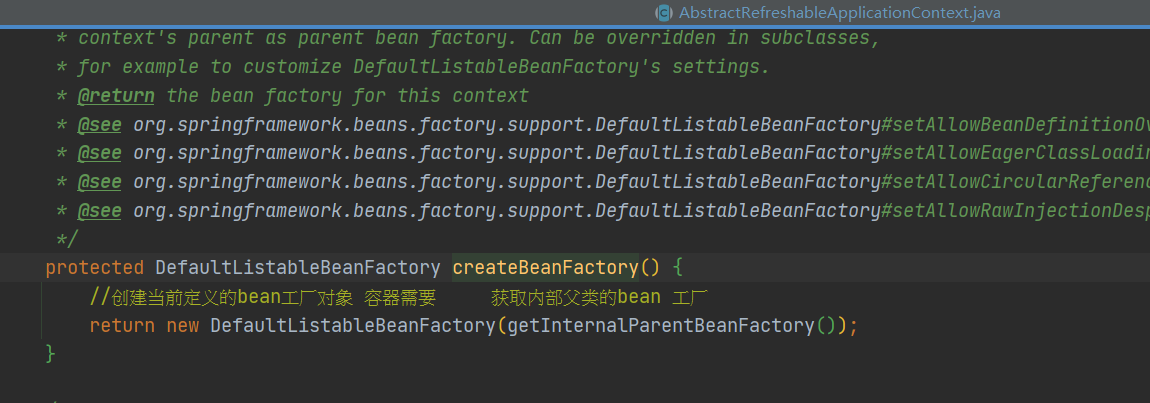 AbstractRefreshableApplicationContext.java
* context's parent as parent bean factory. Can be overridden in subclasses,
* for example to customize DefaultListableBeanFactory's settings.
* @return the bean factory for this context
* @see org.springframework.beans.factory.support.DefaultListableBeanFactory#setAllowBeanDefinitionOv
* @see org.springframework.beans.factory.support.DefaultListableBeanFactory#setAllowEagerClassLoadin
* @see org.springframework.beans.factory.support.DefaultListableBeanFactory#setAllowCircularReferenc
* @see org.springframework.beans.factory.support.DefaultListableBeanFactory#setAllowRawInjectionDesp
*/
protected DefaultListableBeanFactory createBeanFactory() {
//创建当前定义的bean工厂对象 容器需要 获取内部父类的bean 工厂
return new DefaultListableBeanFactory(getInternalParentBeanFactory());
}